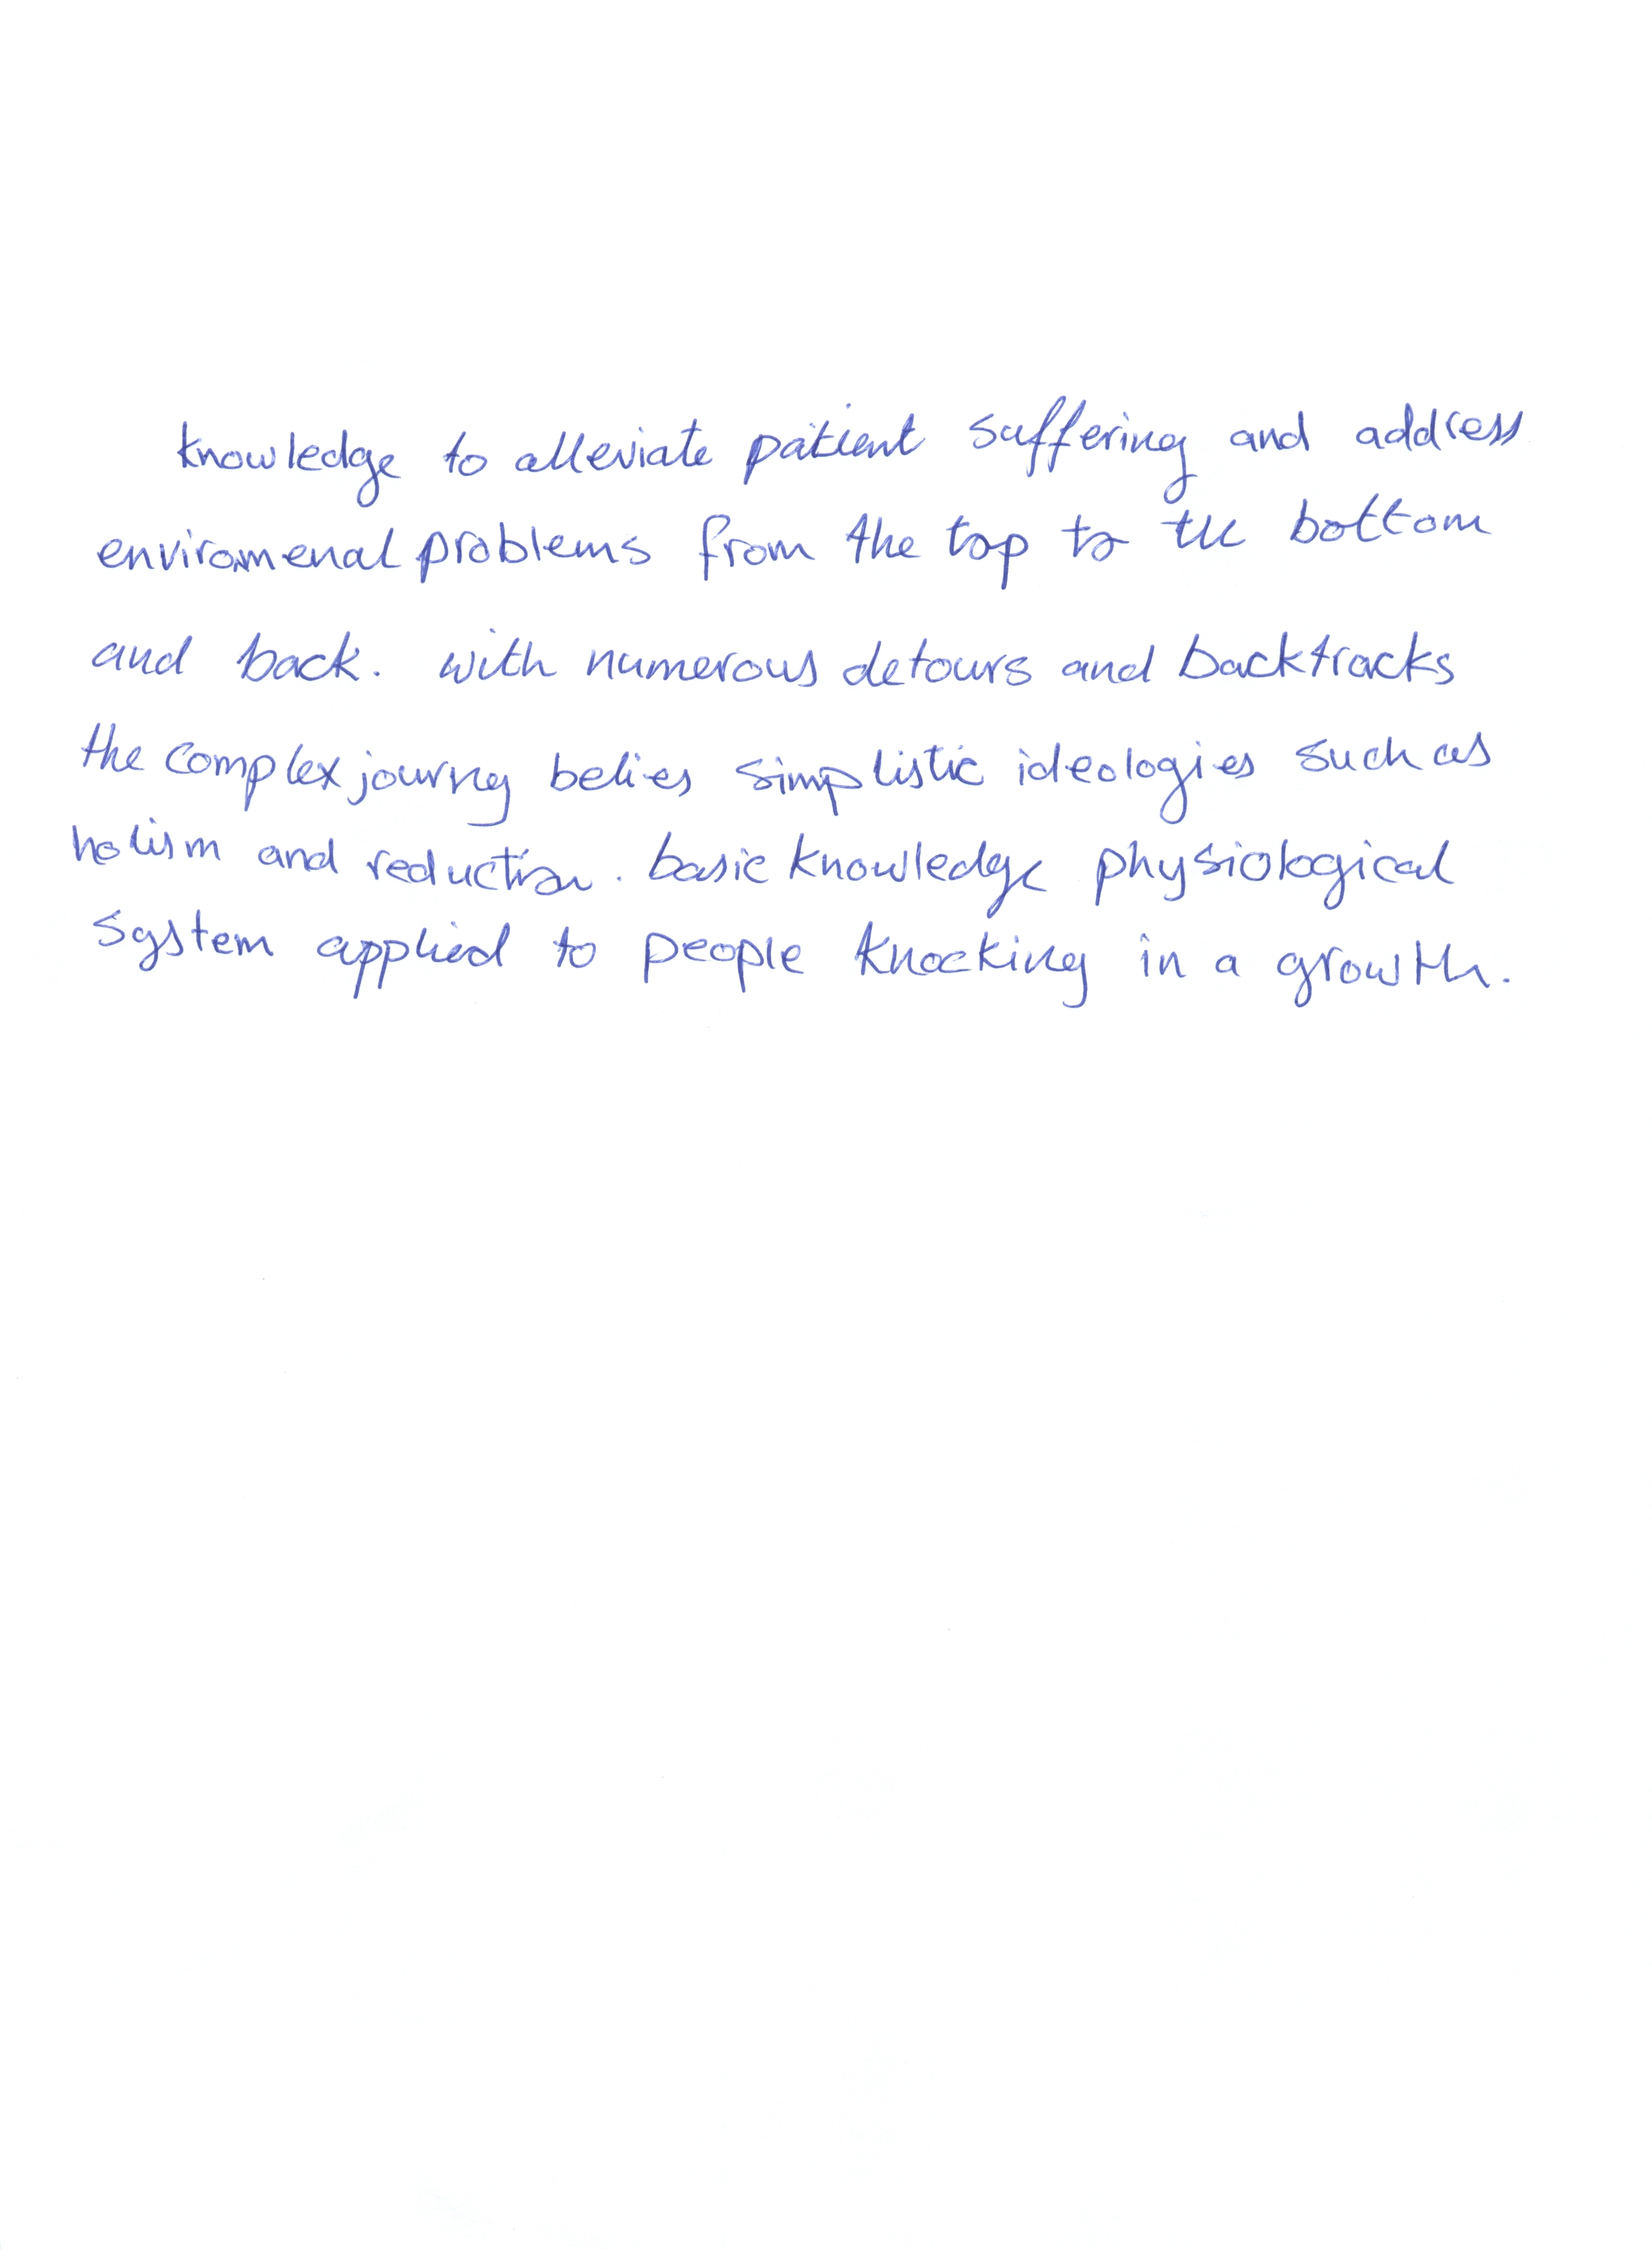 knowledge to alleviate patient suffering and address
enviromenal problems from the top to the bottom
and back. with numerous detours and backtracks
the complex journey belies simplistic ideologies such as
holism and reduction. basic knowledge physiological
system applied to people knocking in a growth.